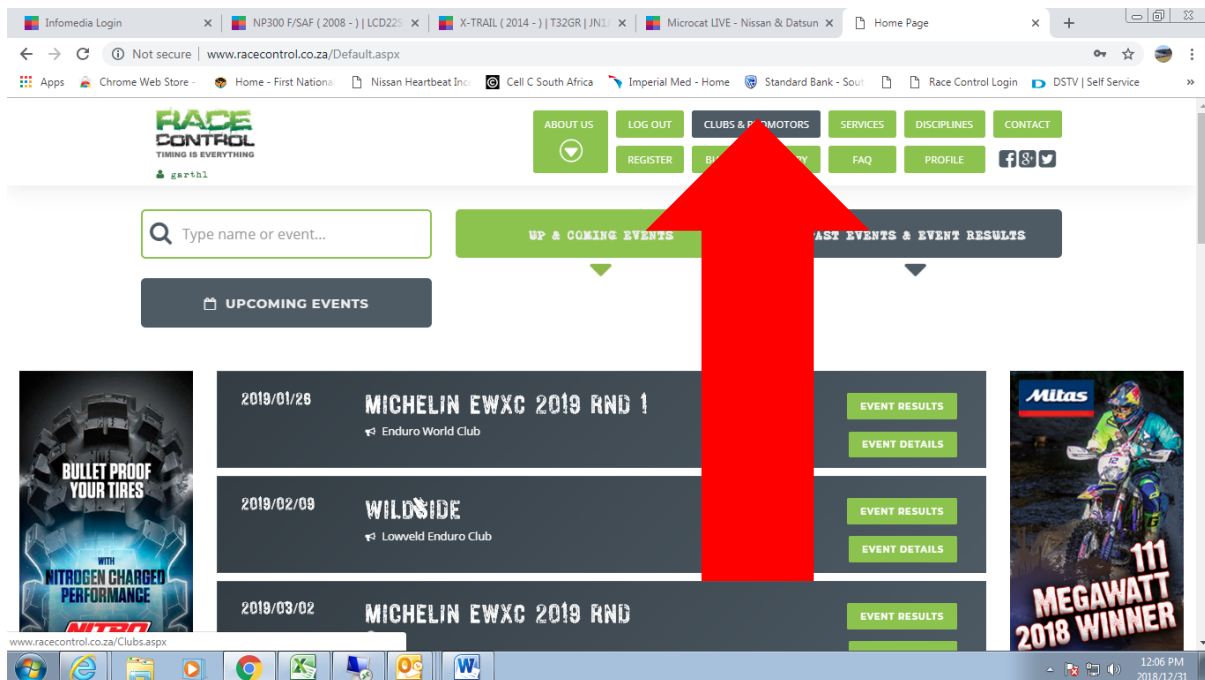 Infomedia Login
NP300 F/SAF ( 2008 - ) | LCD22S
X-TRAIL ( 2014 - ) | T32GR | JN1
Microcat LIVE - Nissan & Datsun
Home Page
Not secure | www.racecontrol.co.za/Default.aspx
Apps
Chrome Web Store -
Home - First Nationa
Nissan Heartbeat Ince
Cell C South Africa
Imperial Med - Home
Standard Bank - Sout
Race Control Login
DSTV | Self Service
»
RACE
CONTROL
TIMING IS EVERYTHING
garthl
ABOUT US
LOG OUT
CLUBS & PROMOTORS
SERVICES
DISCIPLINES
CONTACT
REGISTER
FAQ
PROFILE
Type name or event...
UP & COMING EVENTS
PAST EVENTS & EVENT RESULTS
UPCOMING EVENTS
2019/01/26
MICHELIN EWXC 2019 RND 1
Enduro World Club
EVENT RESULTS
EVENT DETAILS
2019/02/09
WILDSIDE
Lowveld Enduro Club
EVENT RESULTS
EVENT DETAILS
2019/03/02
MICHELIN EWXC 2019 RND
EVENT RESULTS
BULLET PROOF
YOUR TIRES
WITH
NITROGEN CHARGED
PERFORMANCE
NITRO
Mitas
111
MEGAWATT
2018 WINNER
www.racecontrol.co.za/Clubs.aspx
12:06 PM
2018/12/31